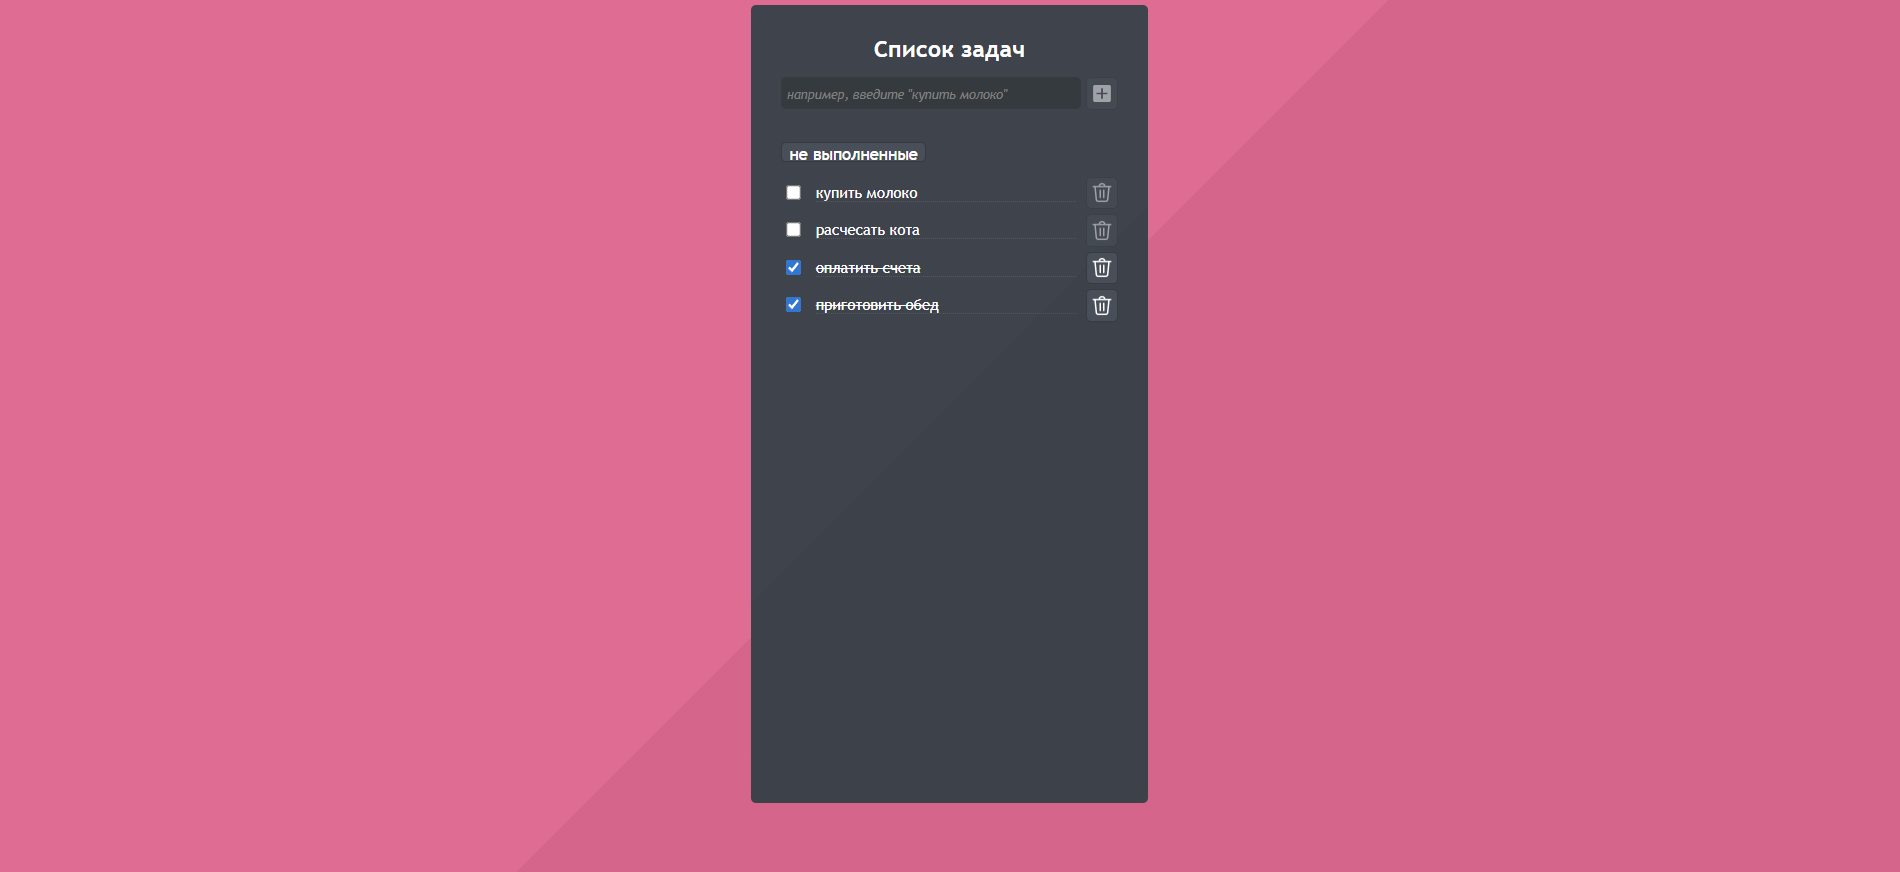 Список задач
например, введите "купить молоко"
не выполненные
купить молоко
расчесать кота
оплатить счета
приготовить обед